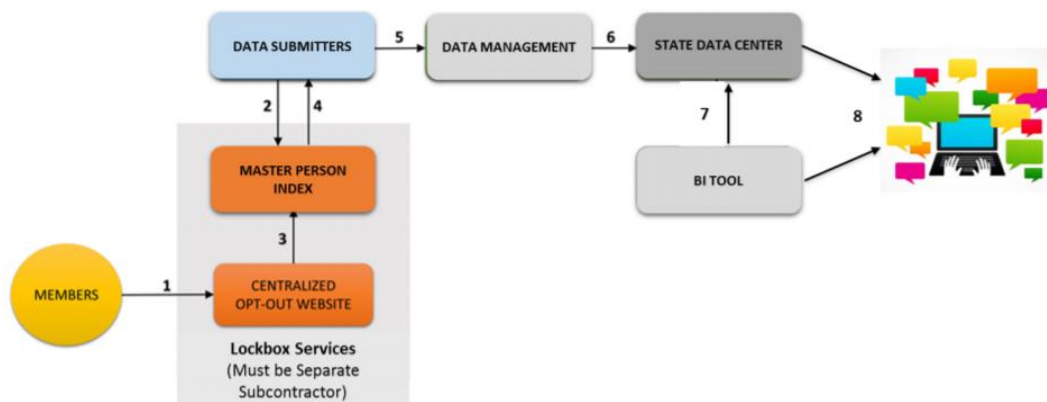 DATA SUBMITTERS
5
DATA MANAGEMENT
6
STATE DATA CENTER
2
4
7
8
MASTER PERSON
INDEX
BI TOOL
3
MEMBERS
1
CENTRALIZED
OPT-OUT WEBSITE
Lockbox Services
(Must be Separate
Subcontractor)